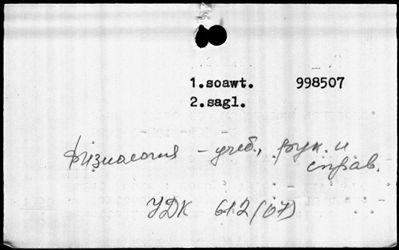 1.soawt. 998507
2.sagl.
физиология – учеб., рук. и
справ.
УДК 612(07)